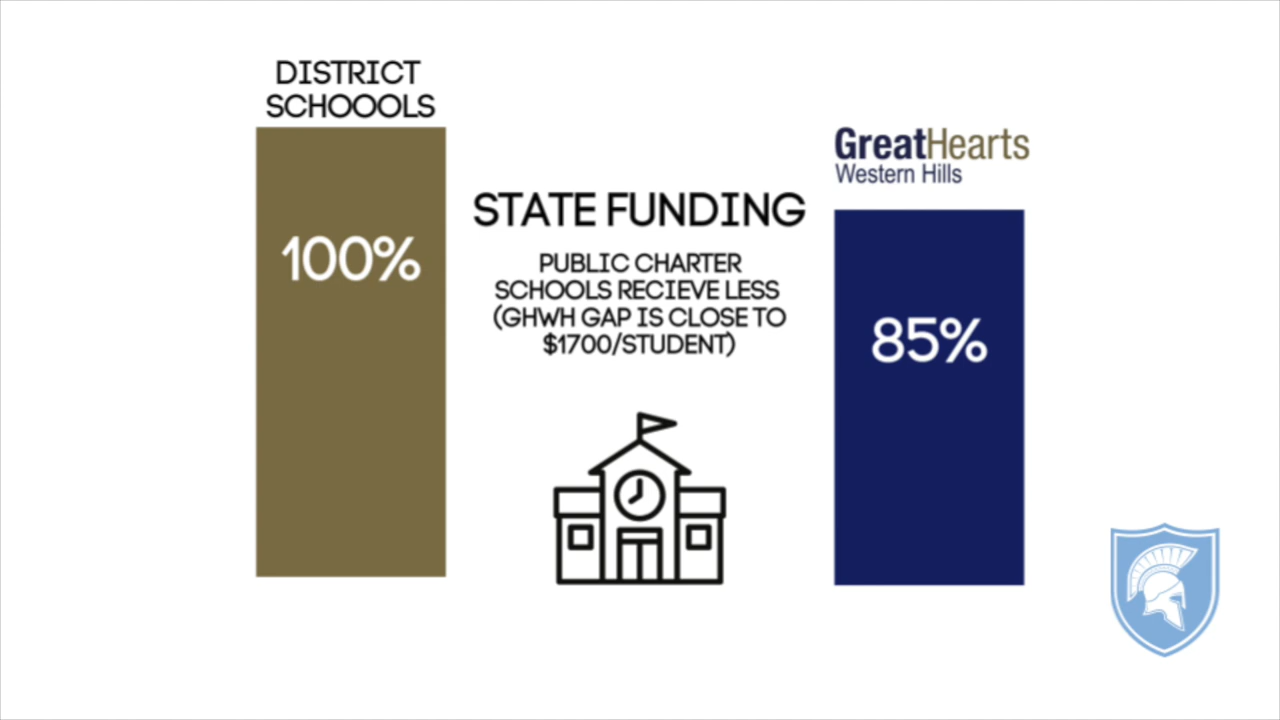 DISTRICT
SCHOOOLS
100%
STATE FUNDING
PUBLIC CHARTER
SCHOOLS RECIEVE LESS
(GHWH GAP IS CLOSE TO
$1700/STUDENT)
GreatHearts
Western Hills
85%